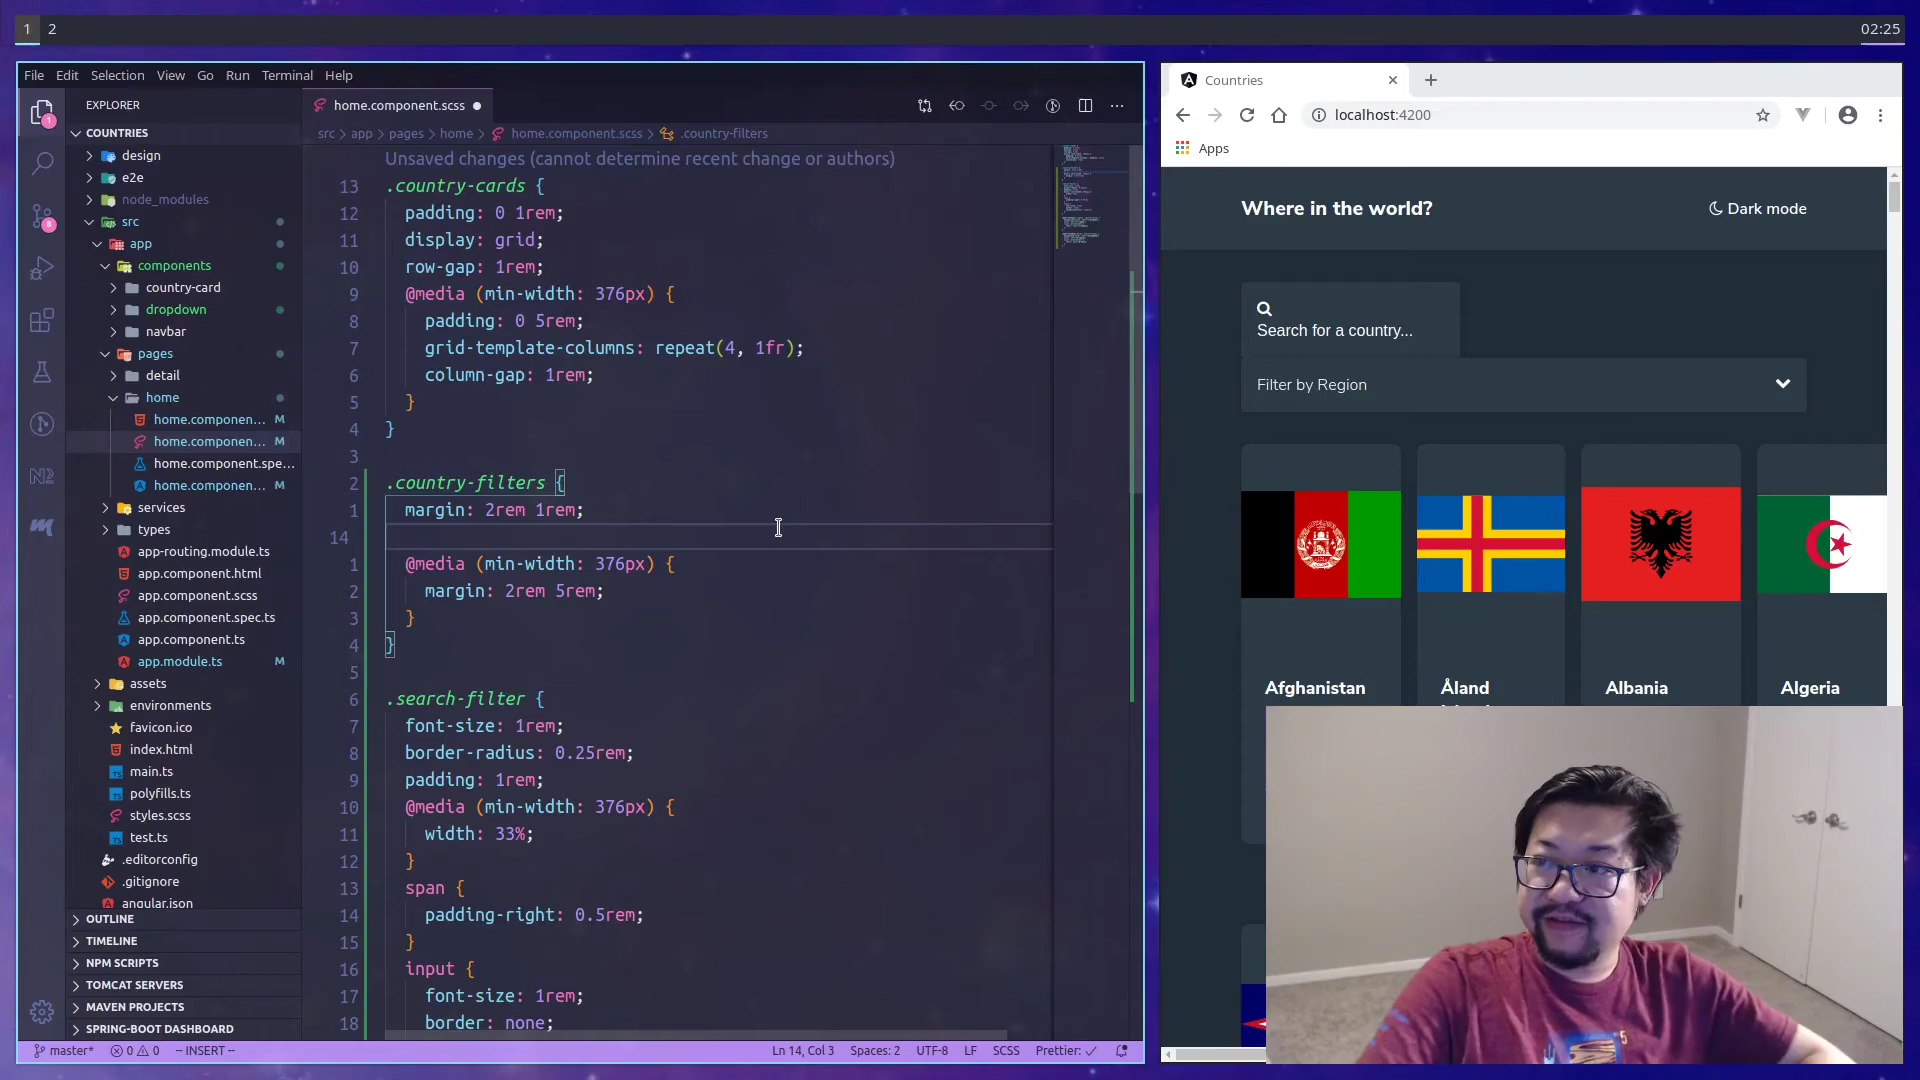 1 2
02:25
File Edit Selection View Go Run Terminal Help
EXPLORER
COUNTRIES
design
e2e
node_modules
src
app
components
country-card
dropdown
navbar
pages
detail
home
home.componen... M
home.componen... M
home.component.spe...
home.componen... M
services
types
app-routing.module.ts
app.component.html
app.component.scss
app.component.spec.ts
app.component.ts
app.module.ts M
assets
environments
favicon.ico
index.html
main.ts
polyfills.ts
styles.scss
test.ts
.editorconfig
.gitignore
angular.json
OUTLINE
TIMELINE
NPM SCRIPTS
TOMCAT SERVERS
MAVEN PROJECTS
SPRING-BOOT DASHBOARD
home.component.scss
src > app > pages > home > home.component.scss > .country-filters
Unsaved changes (cannot determine recent change or authors)
13 .country-cards {
12 padding: 0 1rem;
11 display: grid;
10 row-gap: 1rem;
9 @media (min-width: 376px) {
8 padding: 0 5rem;
7 grid-template-columns: repeat(4, 1fr);
6 column-gap: 1rem;
5 }
4 }
3
2 .country-filters {
1 margin: 2rem 1rem;
14
1 @media (min-width: 376px) {
2 margin: 2rem 5rem;
3 }
4 }
5
6 .search-filter {
7 font-size: 1rem;
8 border-radius: 0.25rem;
9 padding: 1rem;
10 @media (min-width: 376px) {
11 width: 33%;
12 }
13 span {
14 padding-right: 0.5rem;
15 }
16 input {
17 font-size: 1rem;
18 border: none;
master* 0 0 -- INSERT -- Ln 14, Col 3 Spaces: 2 UTF-8 LF SCSS Prettier: ✓
Countries
localhost:4200
Apps
Where in the world? Dark mode
Search for a country...
Filter by Region
Afghanistan Åland Albania Algeria